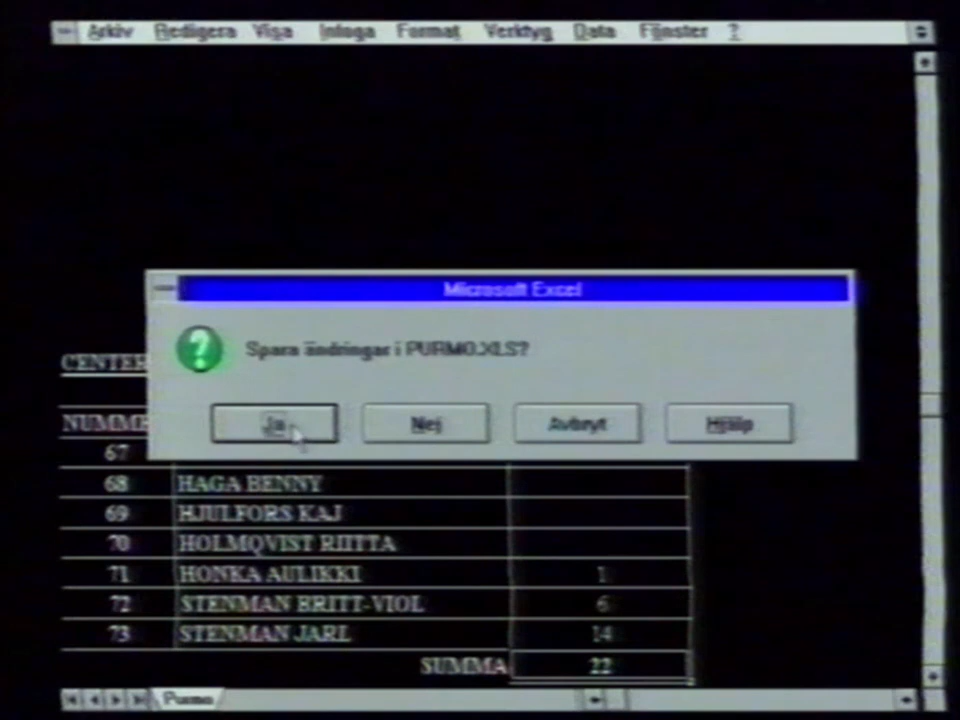 Arkiv Redigera Visa Infoga Format Verktyg Data Fönster ?
Microsoft Excel
Spara ändringar i PURMO.XLS?
Ja Nej Avbryt Hjälp
CENTER
NUMME
67
68 HAGA BENNY
69 HJULFORS KAJ
70 HOLMQVIST RIITTA
71 HONKA AULIKKI 1
72 STENMAN BRITT-VIOL 6
73 STENMAN JARL 14
SUMMA 22
Purmo